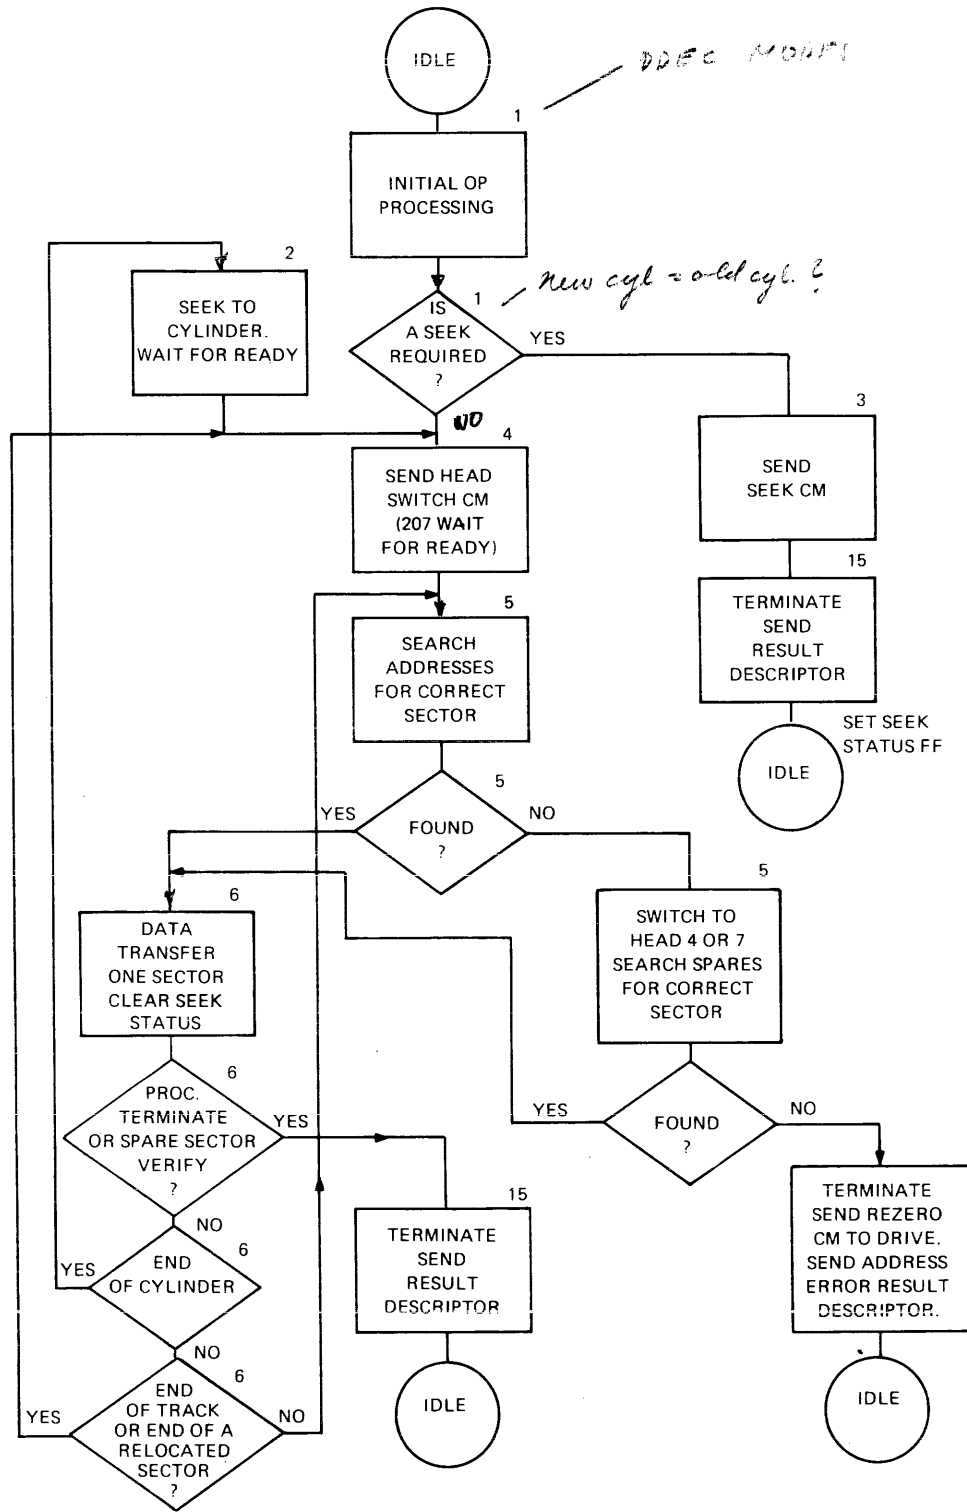 IDLE
DDEC MODEL
1
INITIAL OP
PROCESSING
2
SEEK TO
CYLINDER.
WAIT FOR READY
New cyl = old cyl. ?
1
IS
A SEEK
REQUIRED
?
YES
NO
3
SEND
SEEK CM
4
SEND HEAD
SWITCH CM
(207 WAIT
FOR READY)
15
TERMINATE
SEND
RESULT
DESCRIPTOR
SET SEEK
STATUS FF
IDLE
5
SEARCH
ADDRESSES
FOR CORRECT
SECTOR
5
YES
FOUND
?
NO
5
SWITCH TO
HEAD 4 OR 7
SEARCH SPARES
FOR CORRECT
SECTOR
6
DATA
TRANSFER
ONE SECTOR
CLEAR SEEK
STATUS
6
PROC.
TERMINATE
OR SPARE SECTOR
VERIFY
?
YES
NO
YES
FOUND
?
NO
15
TERMINATE
SEND
RESULT
DESCRIPTOR
IDLE
TERMINATE
SEND REZERO
CM TO DRIVE.
SEND ADDRESS
ERROR RESULT
DESCRIPTOR.
IDLE
6
YES
END
OF CYLINDER
NO
6
YES
END
OF TRACK
OR END OF A
RELOCATED
SECTOR
?
NO